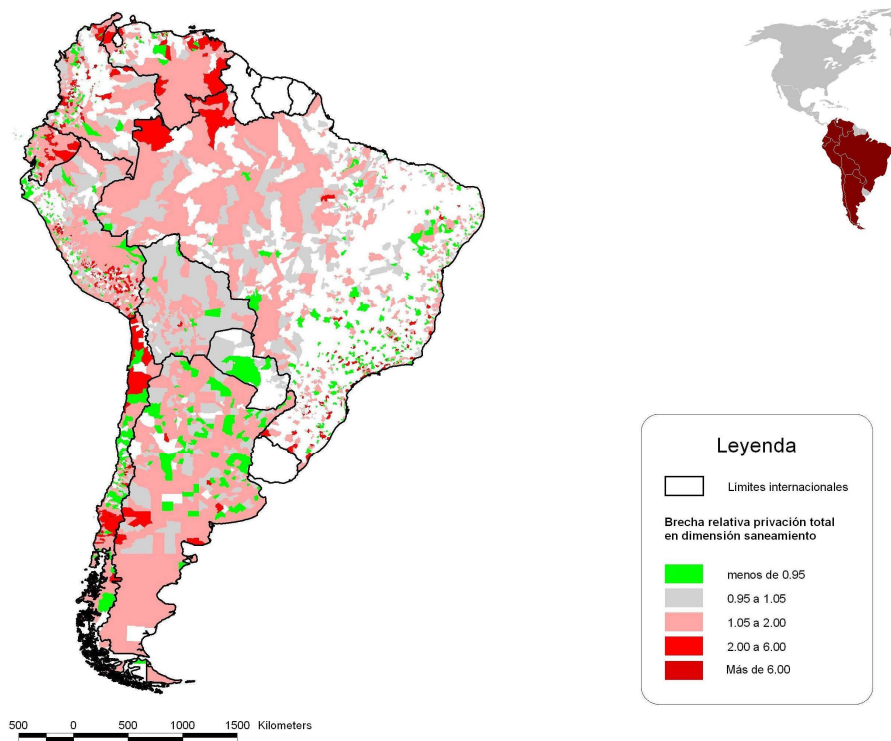 Leyenda
Limites internacionales
Brecha relativa privación total
en dimensión saneamiento
menos de 0.95
0.95 a 1.05
1.05 a 2.00
2.00 a 6.00
Más de 6.00
500 0 500 1000 1500 Kilometers